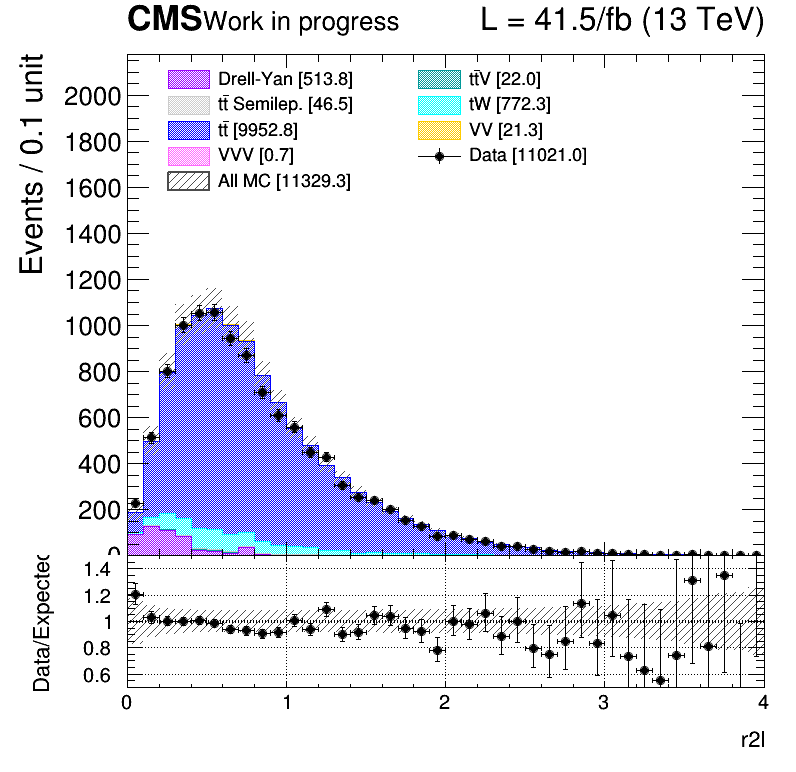 CMS Work in progress L = 41.5/fb (13 TeV)
Events / 0.1 unit
Drell-Yan [513.8]
tt̄ Semilep. [46.5]
tt̄ [9952.8]
VVV [0.7]
All MC [11329.3]
tt̄V [22.0]
tW [772.3]
VV [21.3]
Data [11021.0]
2000
1800
1600
1400
1200
1000
800
600
400
200
0
Data/Expected
1.4
1.2
1
0.8
0.6
0 1 2 3 4
r2l